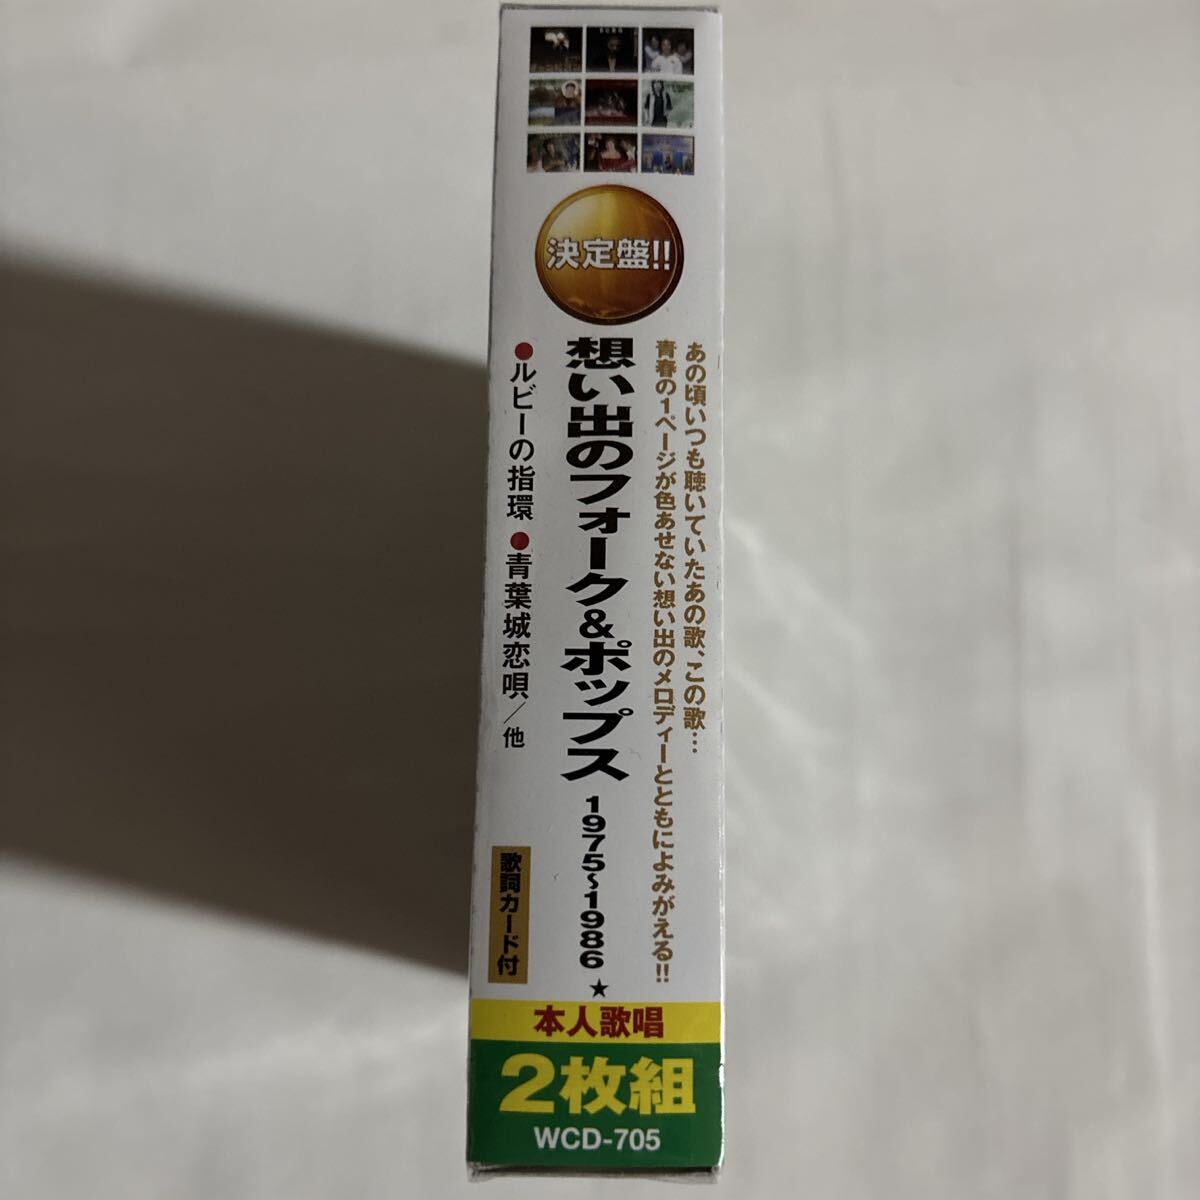 決定盤!!
あの頃いつも聴いていたあの歌、この歌…
青春の1ページが色あせない想い出のメロディーとともによみがえる!!
想い出のフォーク&ポップス 1975~1986 ★
●ルビーの指環 ●青葉城恋唄/他
歌詞カード付
本人歌唱
2枚組
WCD-705